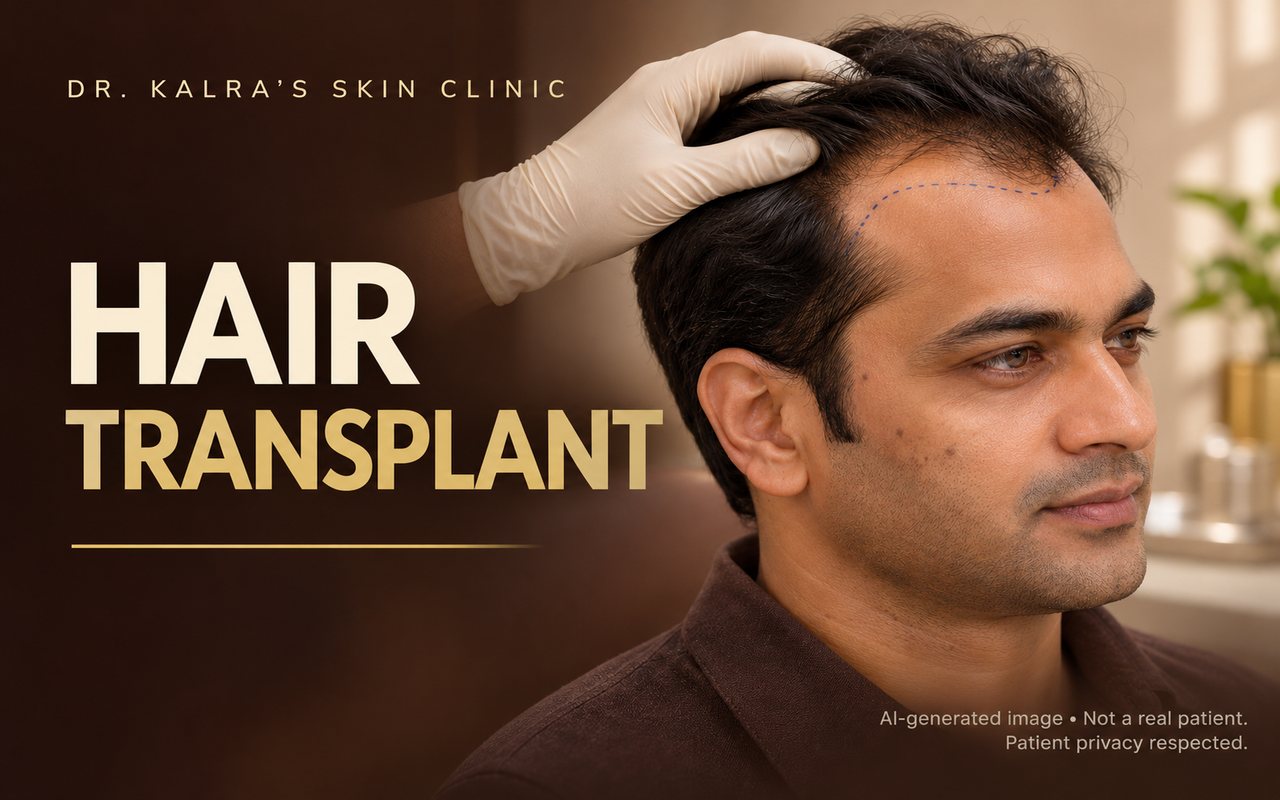 DR. KALRA’S SKIN CLINIC
HAIR
TRANSPLANT
AI-generated image • Not a real patient.
Patient privacy respected.